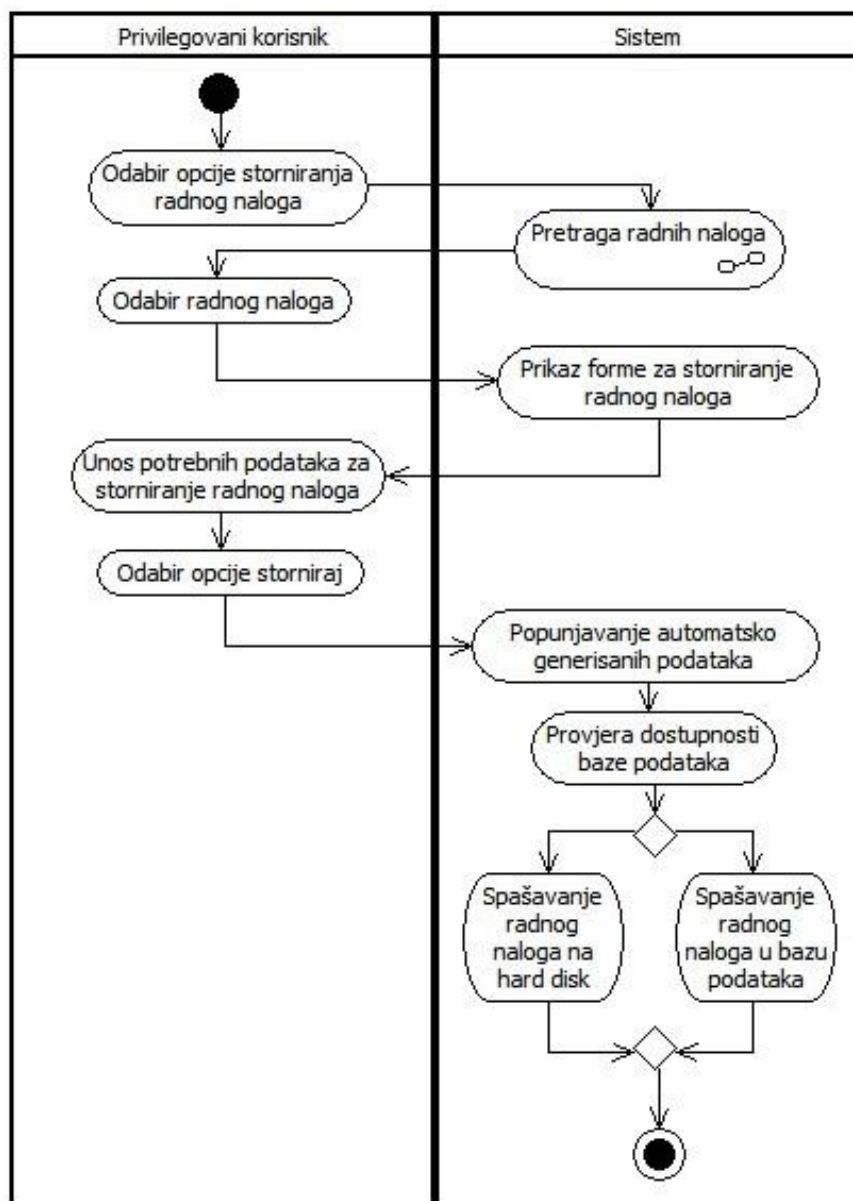 Privilegovani korisnik
Sistem
Odabir opcije storniranja
radnog naloga
Pretraga radnih naloga
Odabir radnog naloga
Prikaz forme za storniranje
radnog naloga
Unos potrebnih podataka za
storniranje radnog naloga
Odabir opcije storniraj
Popunjavanje automatsko
generisanih podataka
Provjera dostupnosti
baze podataka
Spašavanje
radnog
naloga na
hard disk
Spašavanje
radnog
naloga u bazu
podataka